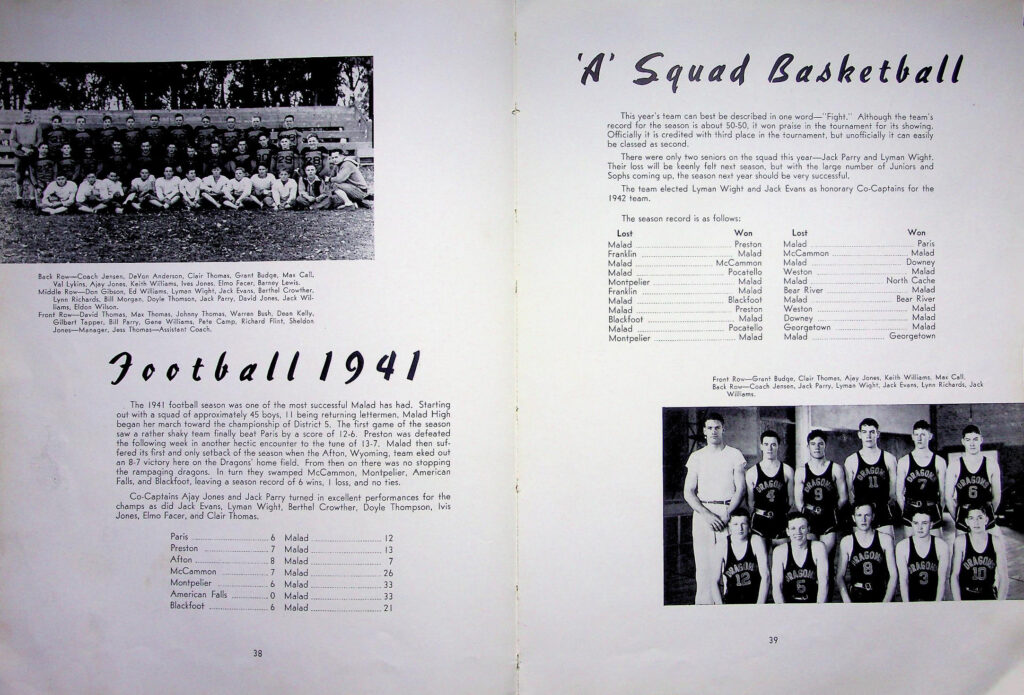 Back Row—Coach Jensen, DeVon Anderson, Clair Thomas, Grant Budge, Max Call,
Val Lykins, Ajay Jones, Keith Williams, Ives Jones, Elmo Facer, Barney Lewis.
Middle Row—Don Gibson, Ed Williams, Lyman Wight, Jack Evans, Berthel Crowther,
Lynn Richards, Bill Morgan, Doyle Thomson, Jack Parry, David Jones, Jack Wil-
liams, Eldon Wilson.
Front Row—David Thomas, Max Thomas, Johnny Thomas, Warren Bush, Dean Kelly,
Gilbert Tapper, Bill Parry, Gene Williams, Pete Camp, Richard Flint, Sheldon
Jones—Manager, Jess Thomas—Assistant Coach.
Football 1941
The 1941 football season was one of the most successful Malad has had. Starting
out with a squad of approximately 45 boys, 11 being returning lettermen, Malad High
began her march toward the championship of District 5. The first game of the season
saw a rather shaky team finally beat Paris by a score of 12-6. Preston was defeated
the following week in another hectic encounter to the tune of 13-7. Malad then suf-
fered its first and only setback of the season when the Afton, Wyoming, team eked out
an 8-7 victory here on the Dragons' home field. From then on there was no stopping
the rampaging dragons. In turn they swamped McCammon, Montpelier, American
Falls, and Blackfoot, leaving a season record of 6 wins, 1 loss, and no ties.
Co-Captains Ajay Jones and Jack Parry turned in excellent performances for the
champs as did Jack Evans, Lyman Wight, Berthel Crowther, Doyle Thompson, Ivis
Jones, Elmo Facer, and Clair Thomas.
Paris 6 Malad 12
Preston 7 Malad 13
Afton 8 Malad 7
McCammon 7 Malad 26
Montpelier 6 Malad 33
American Falls 0 Malad 33
Blackfoot 6 Malad 21
38
'A' Squad Basketball
This year's team can best be described in one word—"Fight." Although the team's
record for the season is about 50-50, it won praise in the tournament for its showing.
Officially it is credited with third place in the tournament, but unofficially it can easily
be classed as second.
There were only two seniors on the squad this year—Jack Parry and Lyman Wight.
Their loss will be keenly felt next season, but with the large number of Juniors and
Sophs coming up, the season next year should be very successful.
The team elected Lyman Wight and Jack Evans as honorary Co-Captains for the
1942 team.
The season record is as follows:
Lost Won
Malad Preston
Franklin Malad
Malad McCammon
Malad Pocatello
Montpelier Malad
Franklin Malad
Malad Blackfoot
Malad Preston
Blackfoot Malad
Malad Pocatello
Montpelier Malad
Lost Won
Malad Paris
McCammon Malad
Malad Downey
Weston Malad
Malad North Cache
Bear River Malad
Malad Bear River
Weston Malad
Downey Malad
Georgetown Malad
Malad Georgetown
Front Row—Grant Budge, Clair Thomas, Ajay Jones, Keith Williams, Max Call.
Back Row—Coach Jensen, Jack Parry, Lyman Wight, Jack Evans, Lynn Richards, Jack
Williams.
DRAGONS 4
DRAGONS 9
DRAGONS 11
DRAGONS 7
DRAGONS 6
DRAGONS 12
DRAGONS 5
DRAGONS 8
DRAGONS 3
DRAGONS 10
39